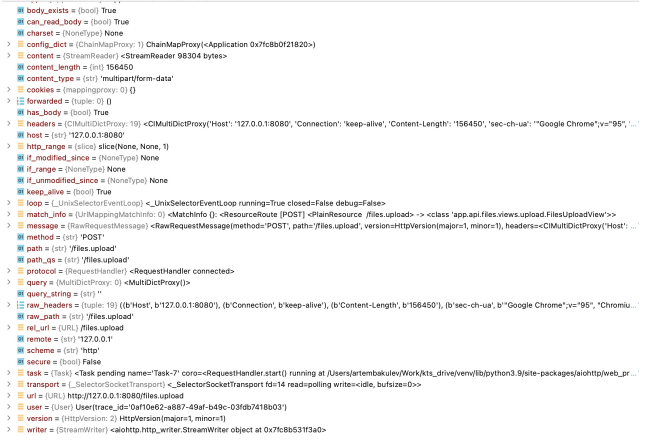 body_exists = {bool} True
can_read_body = {bool} True
charset = {NoneType} None
config_dict = {ChainMapProxy: 1} ChainMapProxy(<Application 0x7fc8b0f21820>)
content = {StreamReader} <StreamReader 98304 bytes>
content_length = {int} 156450
content_type = {str} 'multipart/form-data'
cookies = {mappingproxy: 0} {}
forwarded = {tuple: 0} ()
has_body = {bool} True
headers = {CIMultiDictProxy: 19} <CIMultiDictProxy('Host': '127.0.0.1:8080', 'Connection': 'keep-alive', 'Content-Length': '156450', 'sec-ch-ua': '"Google Chrome";v="95", '...
host = {str} '127.0.0.1:8080'
http_range = {slice} slice(None, None, 1)
if_modified_since = {NoneType} None
if_range = {NoneType} None
if_unmodified_since = {NoneType} None
keep_alive = {bool} True
loop = {_UnixSelectorEventLoop} <_UnixSelectorEventLoop running=True closed=False debug=False>
match_info = {UrlMappingMatchInfo: 0} <MatchInfo {}: <ResourceRoute [POST] <PlainResource /files.upload> -> <class 'app.api.files.views.upload.FilesUploadView'>>
message = {RawRequestMessage} <RawRequestMessage(method='POST', path='/files.upload', version=HttpVersion(major=1, minor=1), headers=<CIMultiDictProxy('Host': ...
method = {str} 'POST'
path = {str} '/files.upload'
path_qs = {str} '/files.upload'
protocol = {RequestHandler} <RequestHandler connected>
query = {MultiDictProxy: 0} <MultiDictProxy()>
query_string = {str} ''
raw_headers = {tuple: 19} ((b'Host', b'127.0.0.1:8080'), (b'Connection', b'keep-alive'), (b'Content-Length', b'156450'), (b'sec-ch-ua', b'"Google Chrome";v="95", "Chromiu...
raw_path = {str} '/files.upload'
rel_url = {URL} /files.upload
remote = {str} '127.0.0.1'
scheme = {str} 'http'
secure = {bool} False
task = {Task} <Task pending name='Task-7' coro=<RequestHandler.start() running at /Users/artembakulev/Work/kts_drive/venv/lib/python3.9/site-packages/aiohttp/web_pr...
transport = {_SelectorSocketTransport} <_SelectorSocketTransport fd=14 read=polling write=<idle, bufsize=0>>
url = {URL} http://127.0.0.1:8080/files.upload
user = {User} User(trace_id='0af10e62-a887-49af-b49c-03fdb7418b03')
version = {HttpVersion: 2} HttpVersion(major=1, minor=1)
writer = {StreamWriter} <aiohttp.http_writer.StreamWriter object at 0x7fc8b531f3a0>